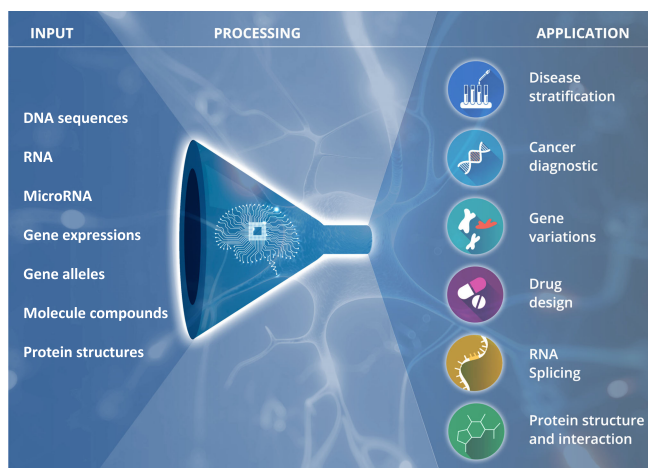 INPUT
PROCESSING
APPLICATION
DNA sequences
RNA
MicroRNA
Gene expressions
Gene alleles
Molecule compounds
Protein structures
Disease
stratification
Cancer
diagnostic
Gene
variations
Drug
design
RNA
Splicing
Protein structure
and interaction